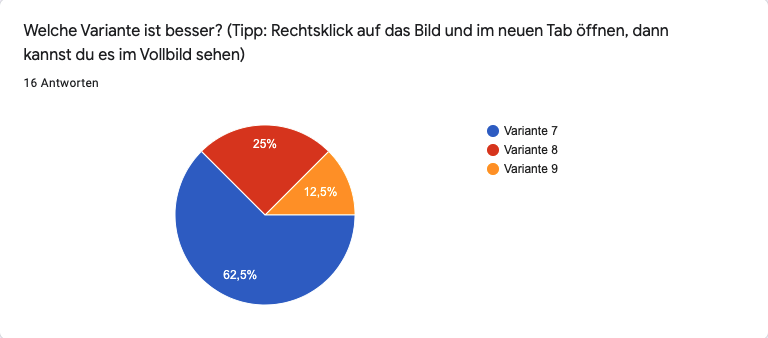 Welche Variante ist besser? (Tipp: Rechtsklick auf das Bild und im neuen Tab öffnen, dann
kannst du es im Vollbild sehen)
16 Antworten
Variante 7
Variante 8
Variante 9
25%
12,5%
62,5%